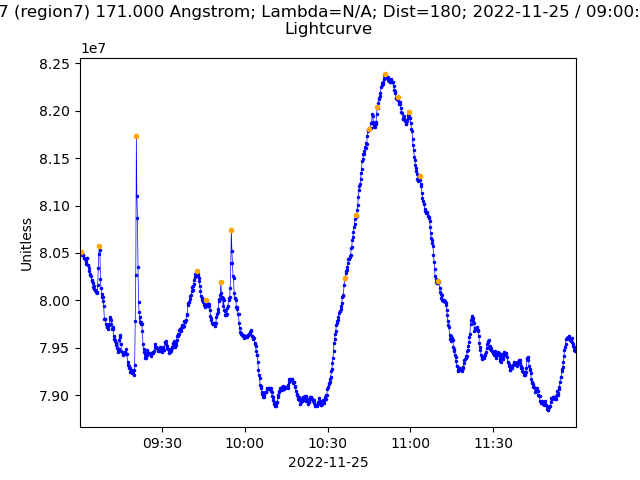 7 (region7) 171.000 Angstrom; Lambda=N/A; Dist=180; 2022-11-25 / 09:00:
Lightcurve
1e7
8.25
8.20
8.15
8.10
8.05
8.00
7.95
7.90
Unitless
09:30 10:00 10:30 11:00 11:30
2022-11-25